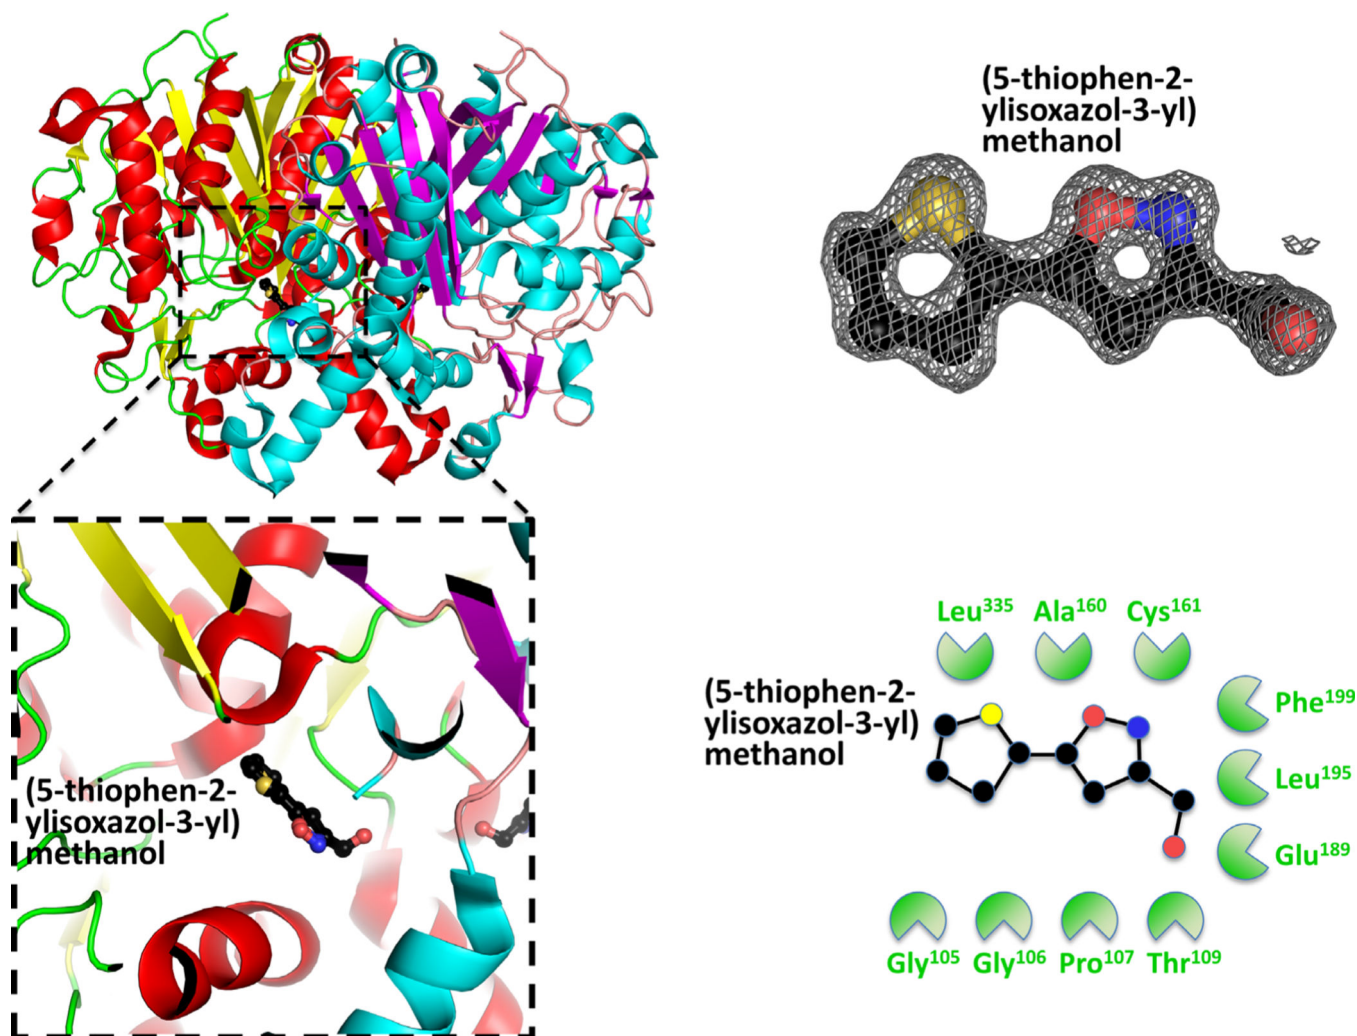 (5-thiophen-2-
ylisoxazol-3-yl)
methanol
(5-thiophen-2-
ylisoxazol-3-yl)
methanol
Leu335 Ala160 Cys161
(5-thiophen-2-
ylisoxazol-3-yl)
methanol
Phe199
Leu195
Glu189
Gly105 Gly106 Pro107 Thr109